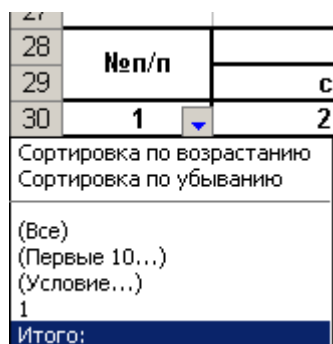 27
28
№п/п
29
с
30 1 2
Сортировка по возрастанию
Сортировка по убыванию
(Все)
(Первые 10...)
(Условие...)
1
Итого: